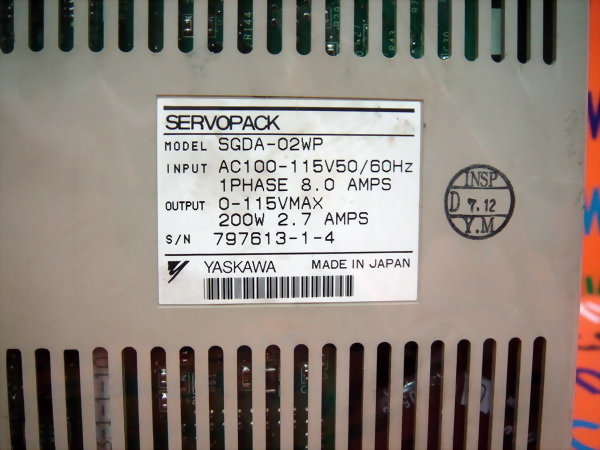 SERVOPACK
MODEL SGDA-02WP
INPUT AC100-115V50/60Hz
1PHASE 8.0 AMPS
OUTPUT 0-115VMAX
200W 2.7 AMPS
S/N 797613-1-4
YASKAWA MADE IN JAPAN
INSP
D 7.12
Y.M
R144